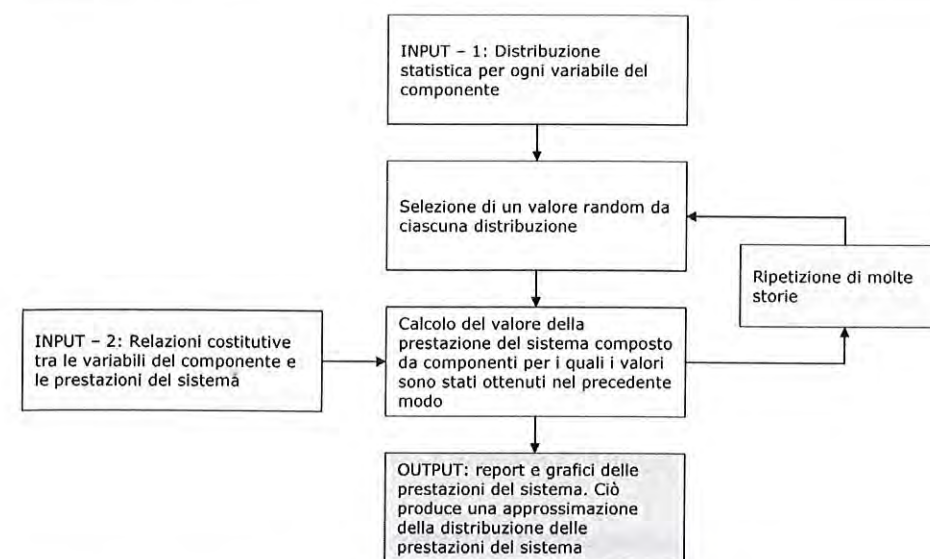 INPUT – 1: Distribuzione
statistica per ogni variabile del
componente
Selezione di un valore random da
ciascuna distribuzione
Ripetizione di molte
storie
INPUT – 2: Relazioni costitutive
tra le variabili del componente e
le prestazioni del sistema
Calcolo del valore della
prestazione del sistema composto
da componenti per i quali i valori
sono stati ottenuti nel precedente
modo
OUTPUT: report e grafici delle
prestazioni del sistema. Ciò
produce una approssimazione
della distribuzione delle
prestazioni del sistema